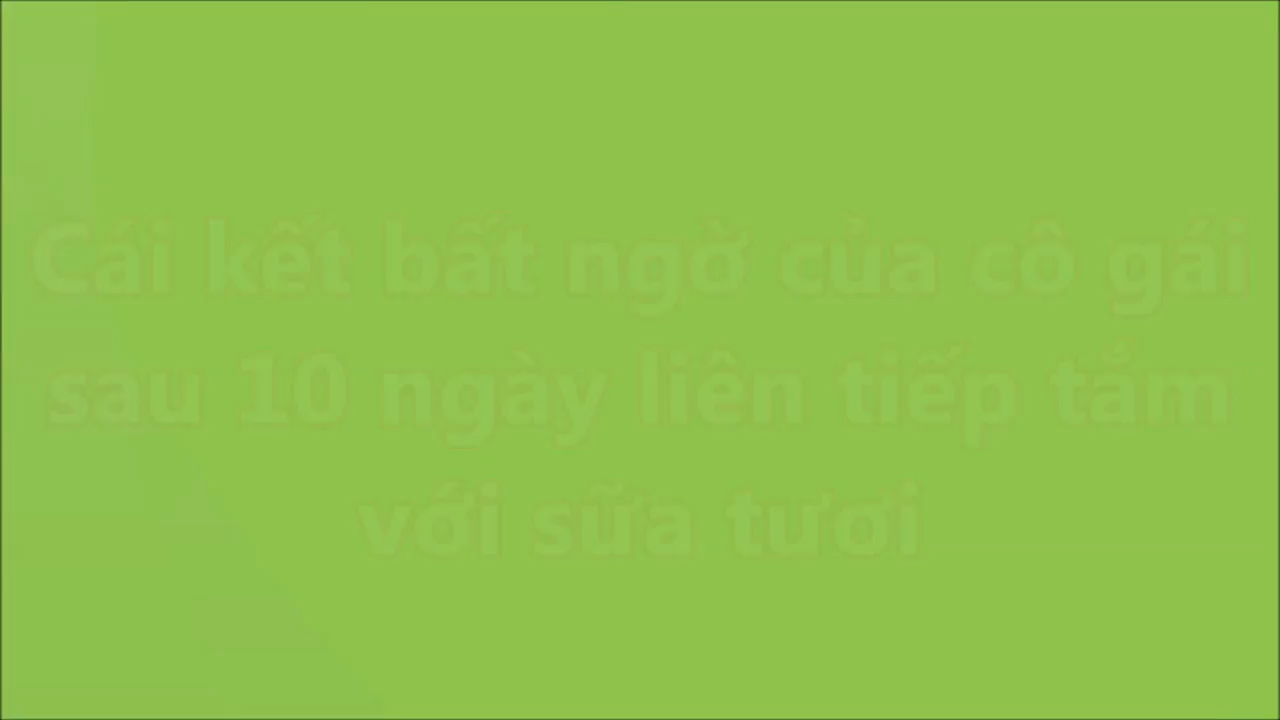 Cái kết bất ngờ của cô gái
sau 10 ngày liên tiếp tắm
với sữa tươi